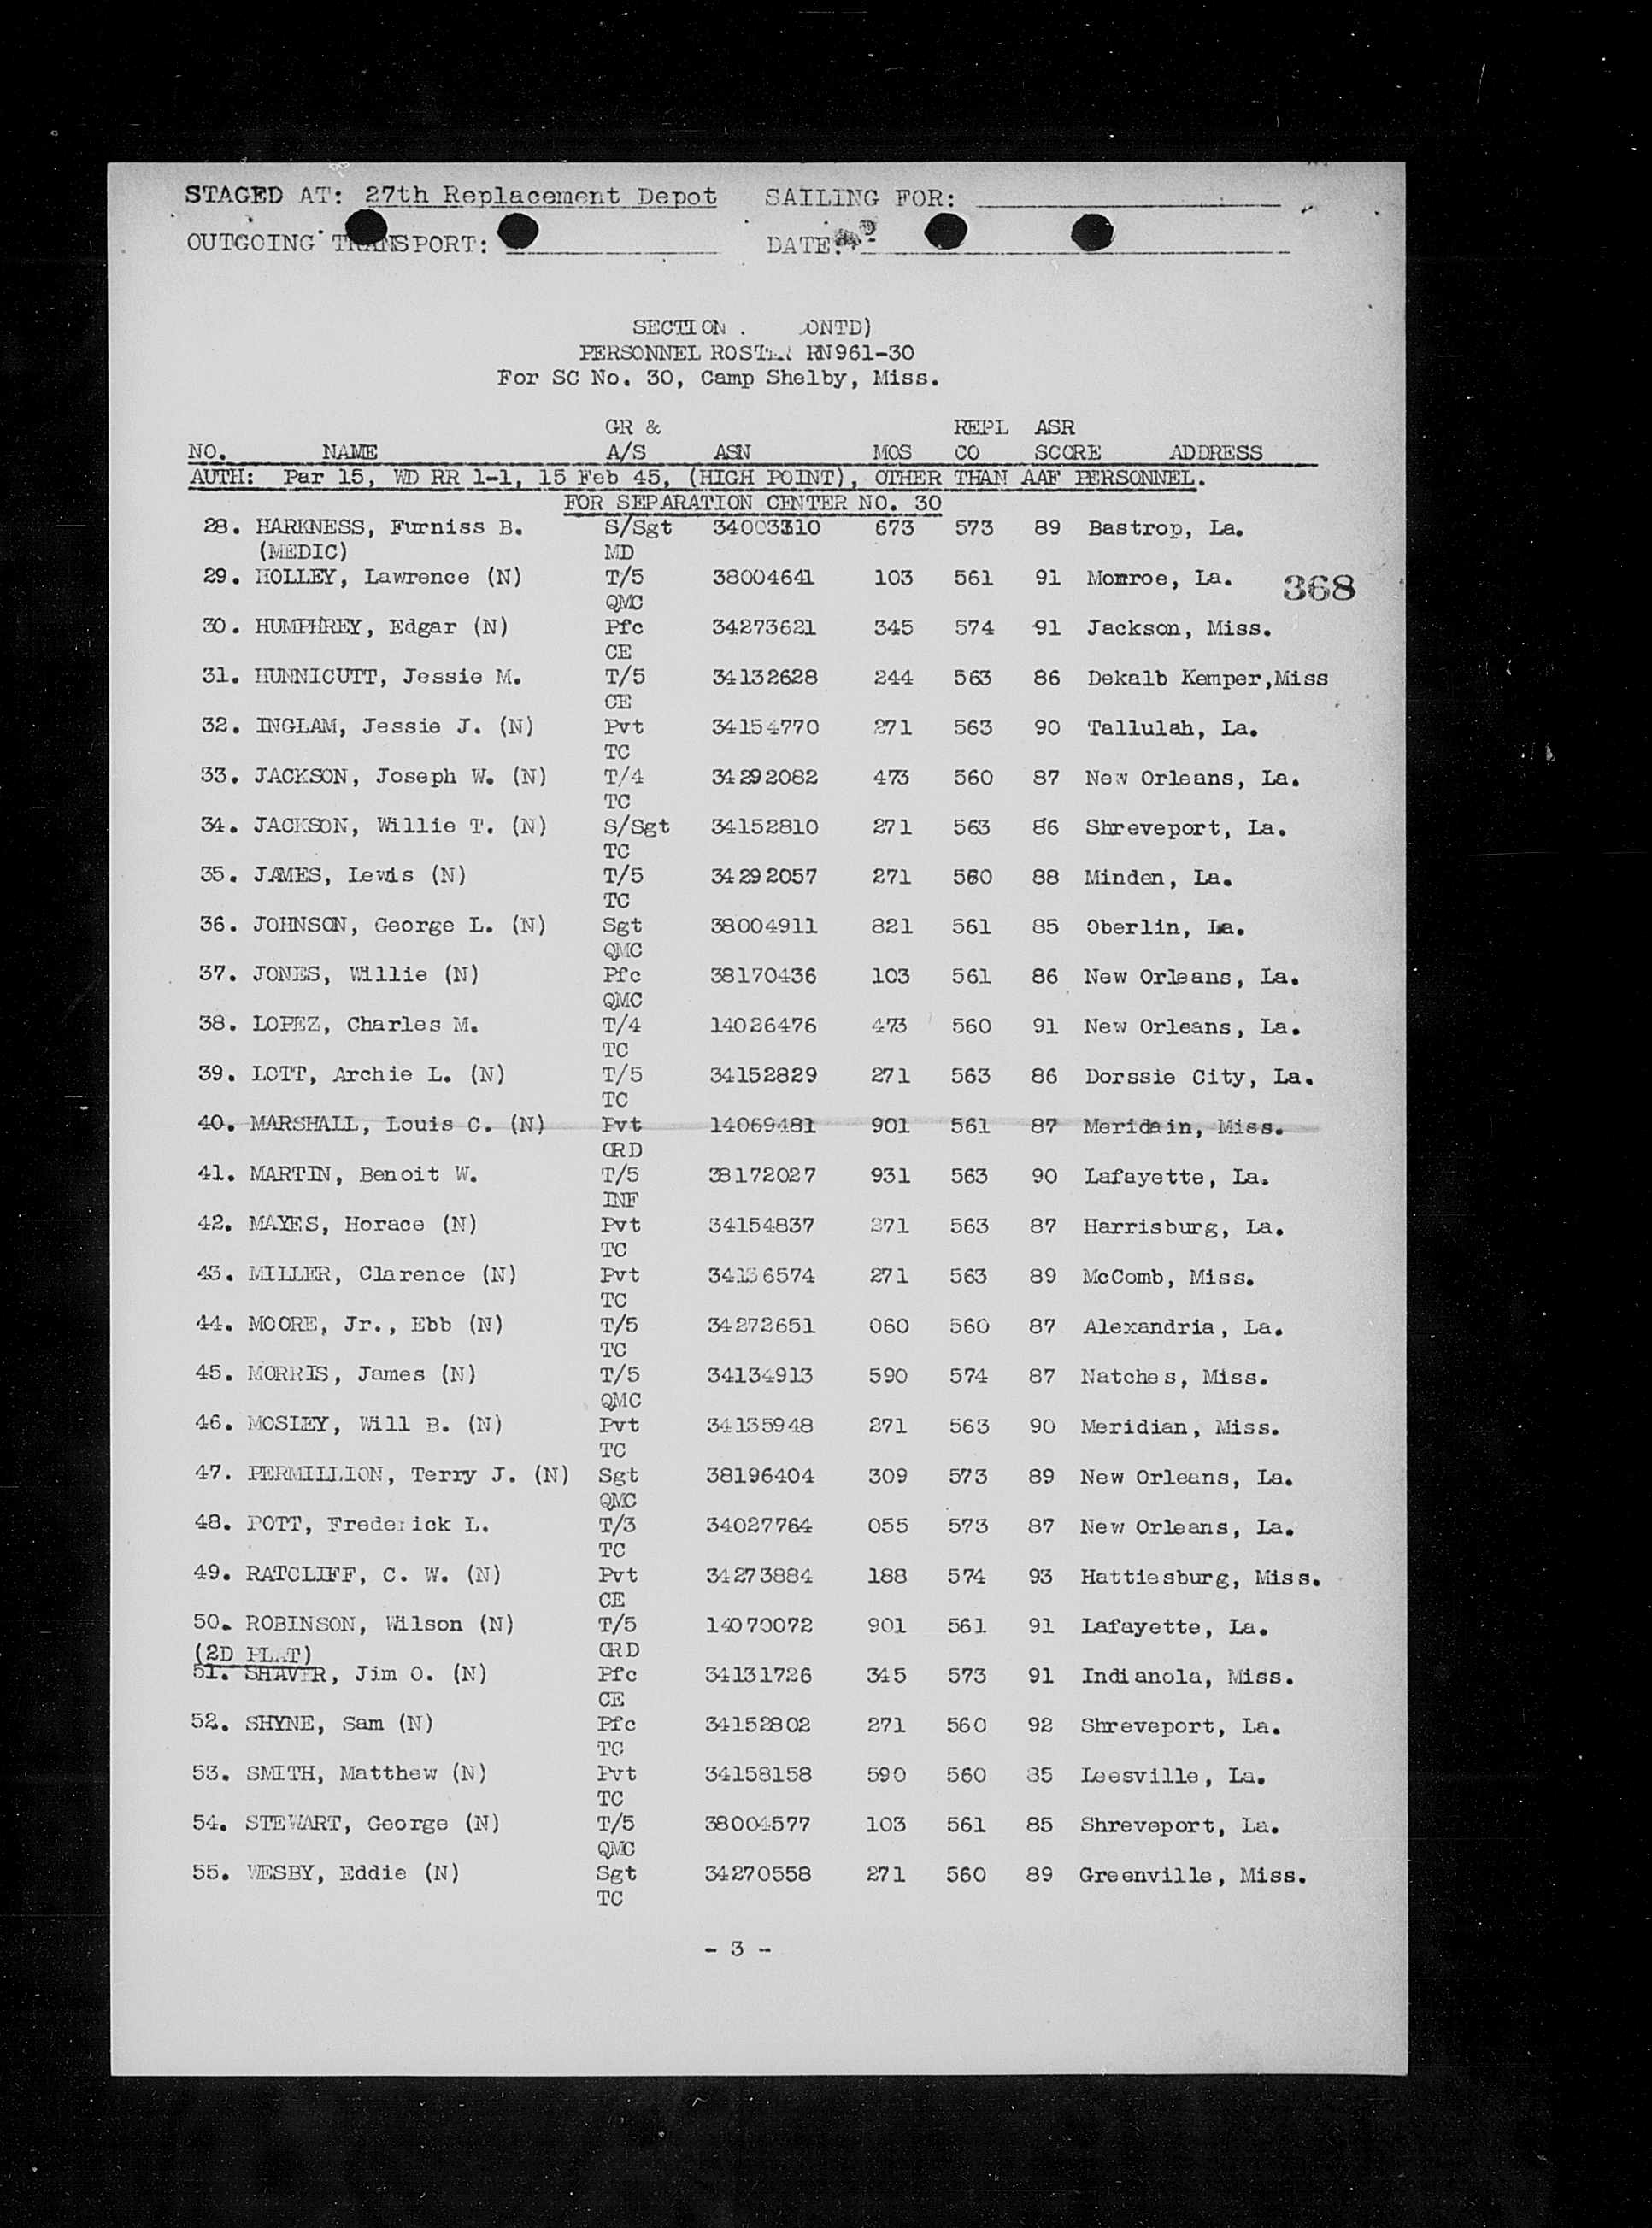 STAGED AT: 27th Replacement Depot SAILING FOR:
OUTGOING TRANSPORT: DATE:
SECTION . ONTD)
PERSONNEL ROSTER RN961-30
For SC No. 30, Camp Shelby, Miss.
GR & REPL ASR
NO. NAME A/S ASN MOS CO SCORE ADDRESS
AUTH: Par 15, WD RR 1-1, 15 Feb 45, (HIGH POINT), OTHER THAN AAF PERSONNEL.
FOR SEPARATION CENTER NO. 30
28. HARKNESS, Furniss B. S/Sgt 34003310 673 573 89 Bastrop, La.
(MEDIC) MD
29. HOLLEY, Lawrence (N) T/5 38004641 103 561 91 Monroe, La. 368
QMC
30. HUMPHREY, Edgar (N) Pfc 34273621 345 574 91 Jackson, Miss.
CE
31. HUNNICUTT, Jessie M. T/5 34132628 244 563 86 Dekalb Kemper,Miss
CE
32. INGLAM, Jessie J. (N) Pvt 34154770 271 563 90 Tallulah, La.
TC
33. JACKSON, Joseph W. (N) T/4 34292082 473 560 87 New Orleans, La.
TC
34. JACKSON, Willie T. (N) S/Sgt 34152810 271 563 86 Shreveport, La.
TC
35. JAMES, Lewis (N) T/5 34292057 271 560 88 Minden, La.
TC
36. JOHNSON, George L. (N) Sgt 38004911 821 561 85 Oberlin, La.
QMC
37. JONES, Willie (N) Pfc 38170436 103 561 86 New Orleans, La.
QMC
38. LOPEZ, Charles M. T/4 14026476 473 560 91 New Orleans, La.
TC
39. LOTT, Archie L. (N) T/5 34152829 271 563 86 Dorssie City, La.
TC
40. MARSHALL, Louis C. (N) Pvt 14069481 901 561 87 Meridain, Miss.
ORD
41. MARTIN, Benoit W. T/5 38172027 931 563 90 Lafayette, La.
INF
42. MAYES, Horace (N) Pvt 34154837 271 563 87 Harrisburg, La.
TC
43. MILLER, Clarence (N) Pvt 34136574 271 563 89 McComb, Miss.
TC
44. MOORE, Jr., Ebb (N) T/5 34272651 060 560 87 Alexandria, La.
TC
45. MORRIS, James (N) T/5 34134913 590 574 87 Natches, Miss.
QMC
46. MOSLEY, Will B. (N) Pvt 34135948 271 563 90 Meridian, Miss.
TC
47. PERMILLION, Terry J. (N) Sgt 38196404 309 573 89 New Orleans, La.
QMC
48. POTT, Frederick L. T/3 34027764 055 573 87 New Orleans, La.
TC
49. RATCLIFF, C. W. (N) Pvt 34273884 188 574 93 Hattiesburg, Miss.
CE
50. ROBINSON, Wilson (N) T/5 14070072 901 561 91 Lafayette, La.
(2D PLAT) ORD
51. SHAVER, Jim O. (N) Pfc 34131726 345 573 91 Indianola, Miss.
CE
52. SHYNE, Sam (N) Pfc 34152802 271 560 92 Shreveport, La.
TC
53. SMITH, Matthew (N) Pvt 34158158 590 560 85 Leesville, La.
TC
54. STEWART, George (N) T/5 38004577 103 561 85 Shreveport, La.
QMC
55. WESBY, Eddie (N) Sgt 34270558 271 560 89 Greenville, Miss.
TC
- 3 -